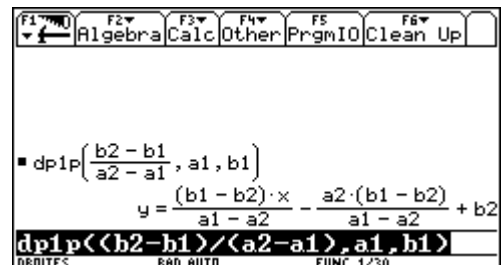 F1 F2 F3 F4 F5 F6
Algebra Calc Other PrgmIO Clean Up
▪ dp1p((b2 - b1)/(a2 - a1), a1, b1)
y = ((b1 - b2)·x)/(a1 - a2) - (a2·(b1 - b2))/(a1 - a2) + b2
dp1p((b2-b1)/(a2-a1),a1,b1)
DROITES RAD AUTO FUNC 1/30